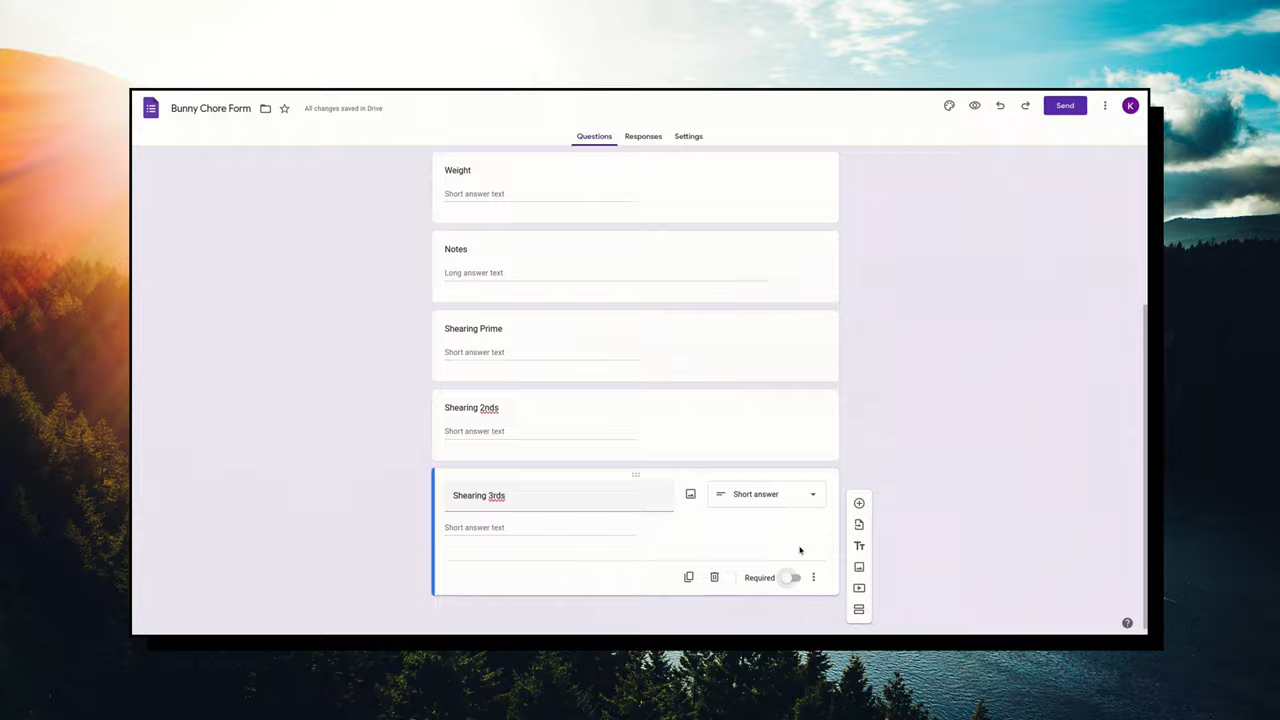 Bunny Chore Form
All changes saved in Drive
Send
K
Questions
Responses
Settings
Weight
Short answer text
Notes
Long answer text
Shearing Prime
Short answer text
Shearing 2nds
Short answer text
Shearing 3rds
Short answer
Short answer text
Required
Tт